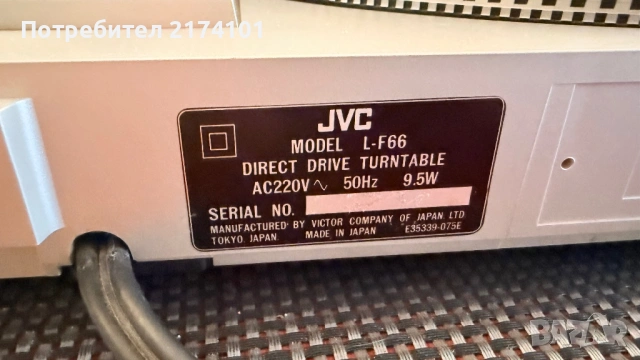 Потребител 2174101
JVC
MODEL L-F66
DIRECT DRIVE TURNTABLE
AC220V ∿ 50Hz 9.5W
SERIAL NO.
MANUFACTURED BY VICTOR COMPANY OF JAPAN, LTD
TOKYO, JAPAN MADE IN JAPAN E35339-075E
BAZAR